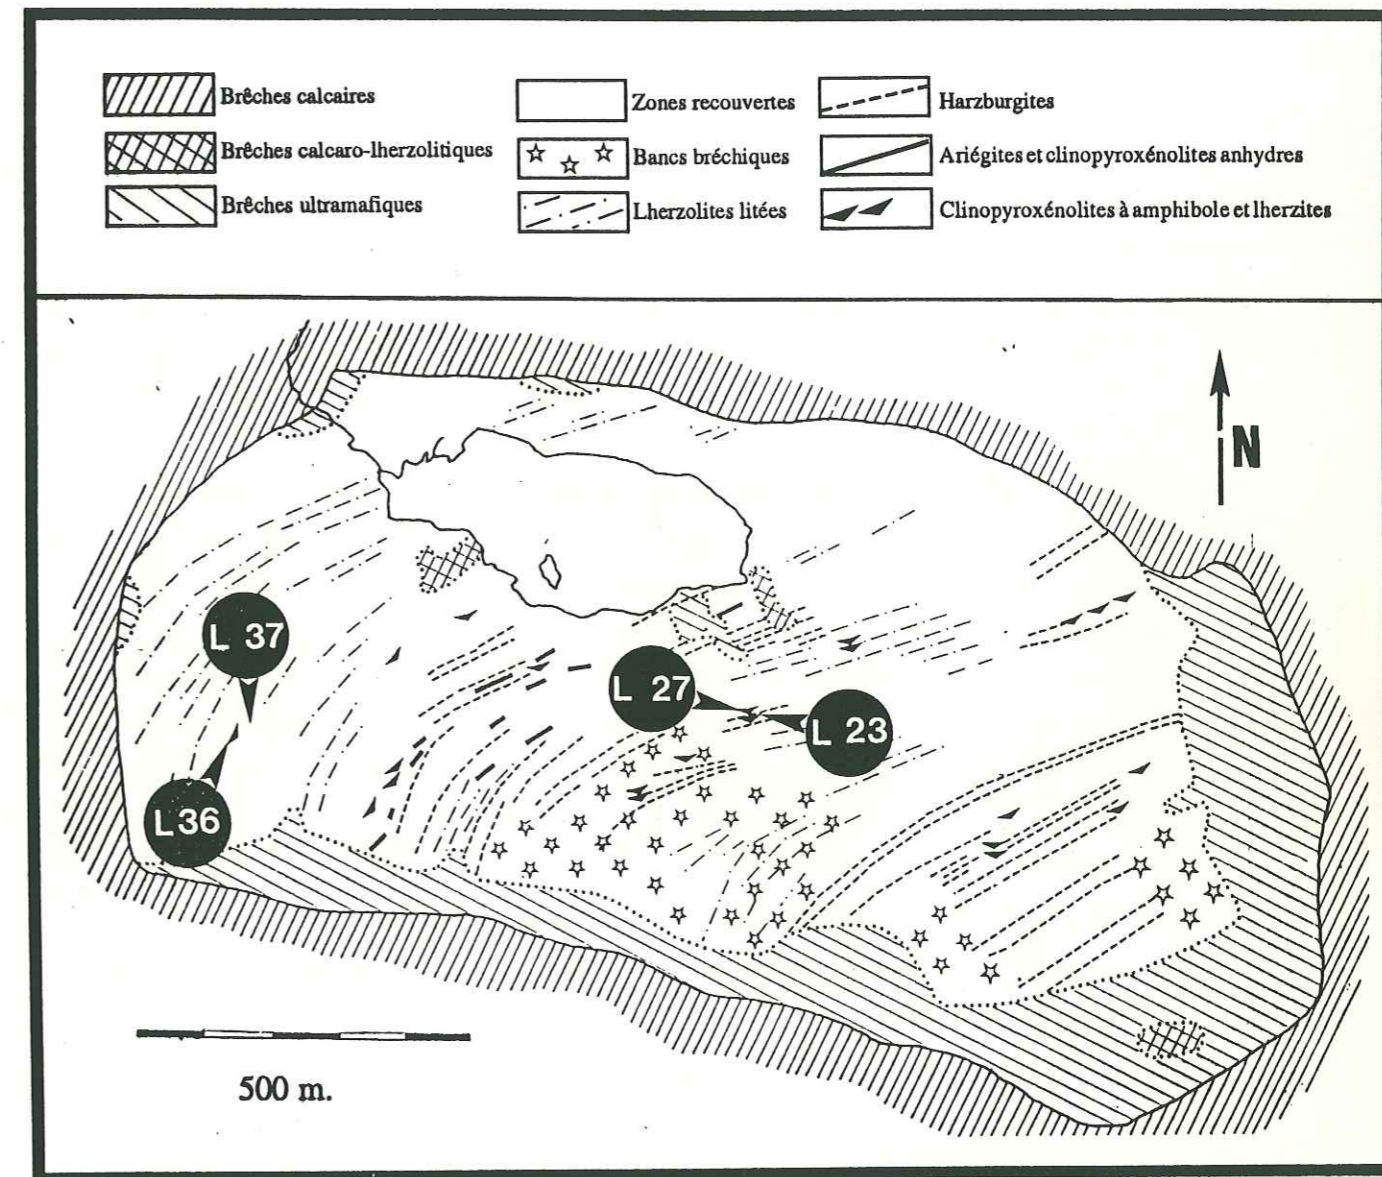 Brêches calcaires
Brêches calcaro-lherzolitiques
Brêches ultramafiques
Zones recouvertes
Bancs bréchiques
Lherzolites litées
Harzburgites
Ariégites et clinopyroxénolites anhydres
Clinopyroxénolites à amphibole et lherzites
N
L 37
L 27
L 23
L36
500 m.